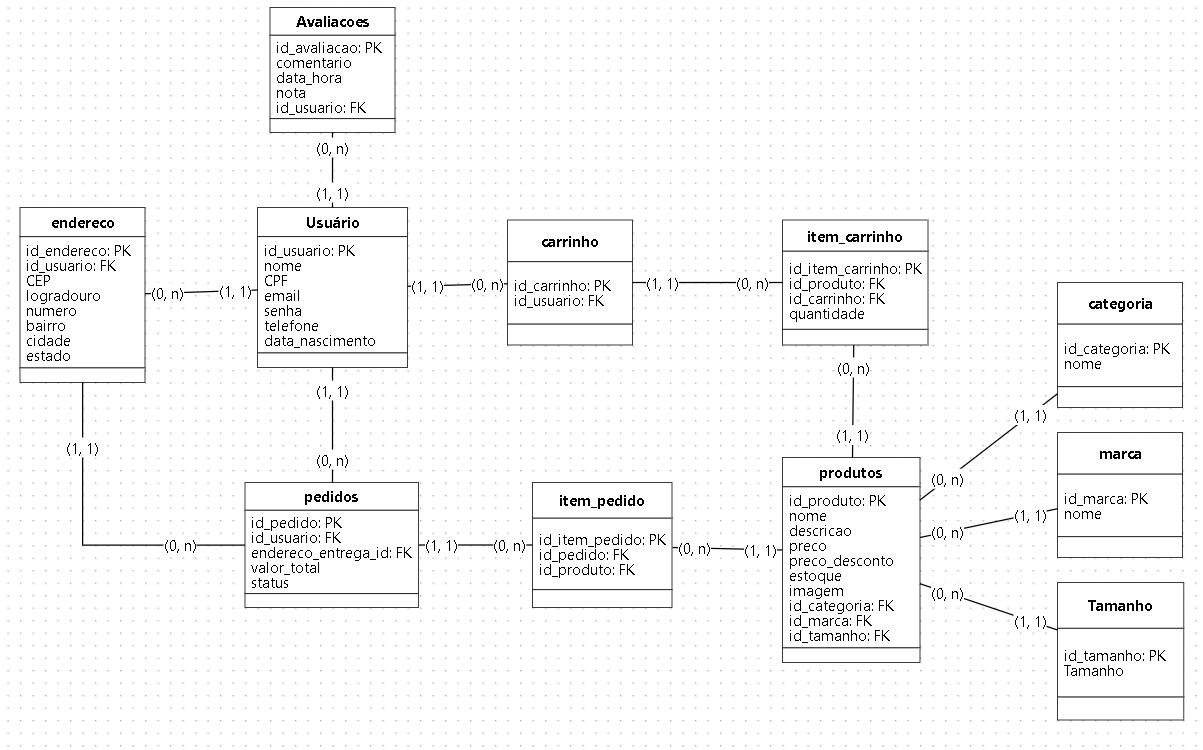 Avaliacoes
id_avaliacao: PK
comentario
data_hora
nota
id_usuario: FK
(0, n)
(1, 1)
endereco
id_endereco: PK
id_usuario: FK
CEP
logradouro
numero
bairro
cidade
estado
(0, n)
(1, 1)
Usuário
id_usuario: PK
nome
CPF
email
senha
telefone
data_nascimento
(1, 1)
(0, n)
carrinho
id_carrinho: PK
id_usuario: FK
(1, 1)
(0, n)
item_carrinho
id_item_carrinho: PK
id_produto: FK
id_carrinho: FK
quantidade
(0, n)
(1, 1)
categoria
id_categoria: PK
nome
(1, 1)
(0, n)
marca
id_marca: PK
nome
(1, 1)
(0, n)
Tamanho
id_tamanho: PK
Tamanho
(1, 1)
(0, n)
produtos
id_produto: PK
nome
descricao
preco
preco_desconto
estoque
imagem
id_categoria: FK
id_marca: FK
id_tamanho: FK
(1, 1)
(0, n)
item_pedido
id_item_pedido: PK
id_pedido: FK
id_produto: FK
(0, n)
(1, 1)
pedidos
id_pedido: PK
id_usuario: FK
endereco_entrega_id: FK
valor_total
status
(1, 1)
(0, n)
(1, 1)
(0, n)